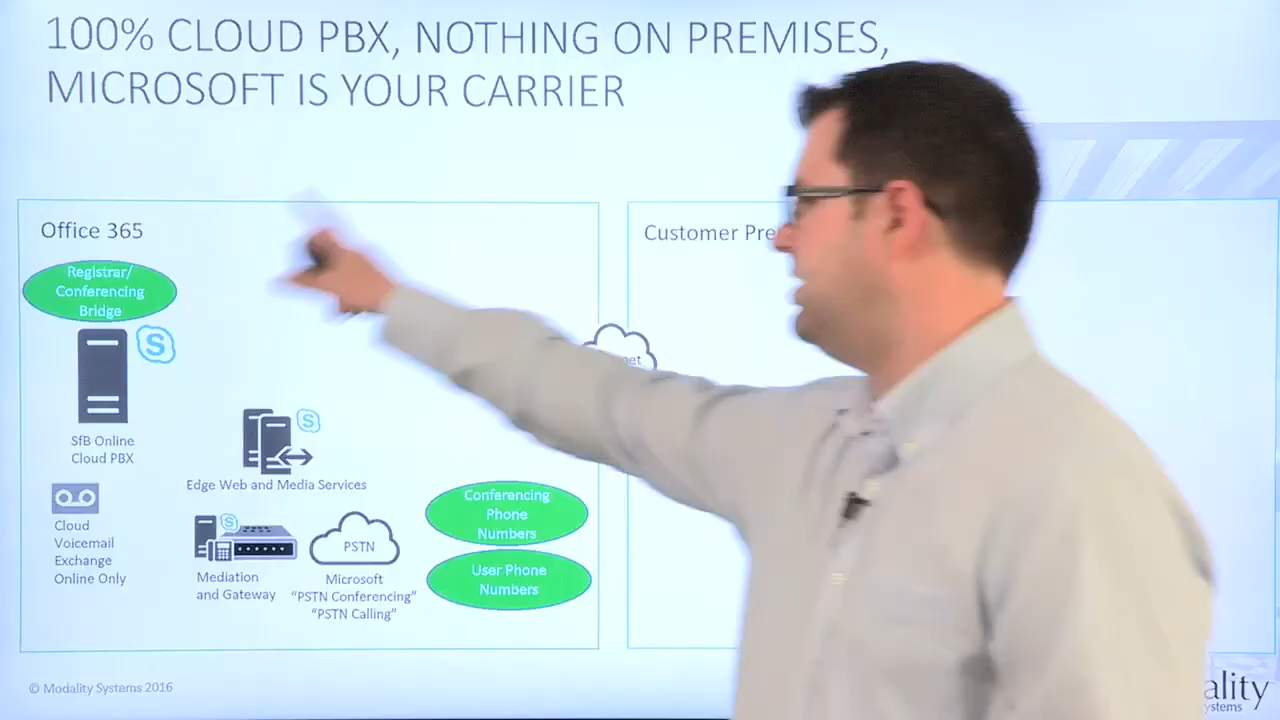 100% CLOUD PBX, NOTHING ON PREMISES,
MICROSOFT IS YOUR CARRIER
Office 365
Registrar/
Conferencing
Bridge
S
SfB Online
Cloud PBX
S
Edge Web and Media Services
Cloud
Voicemail
Exchange
Online Only
S
Mediation
and Gateway
PSTN
Microsoft
"PSTN Conferencing"
"PSTN Calling"
Conferencing
Phone
Numbers
User Phone
Numbers
Customer
© Modality Systems 2016